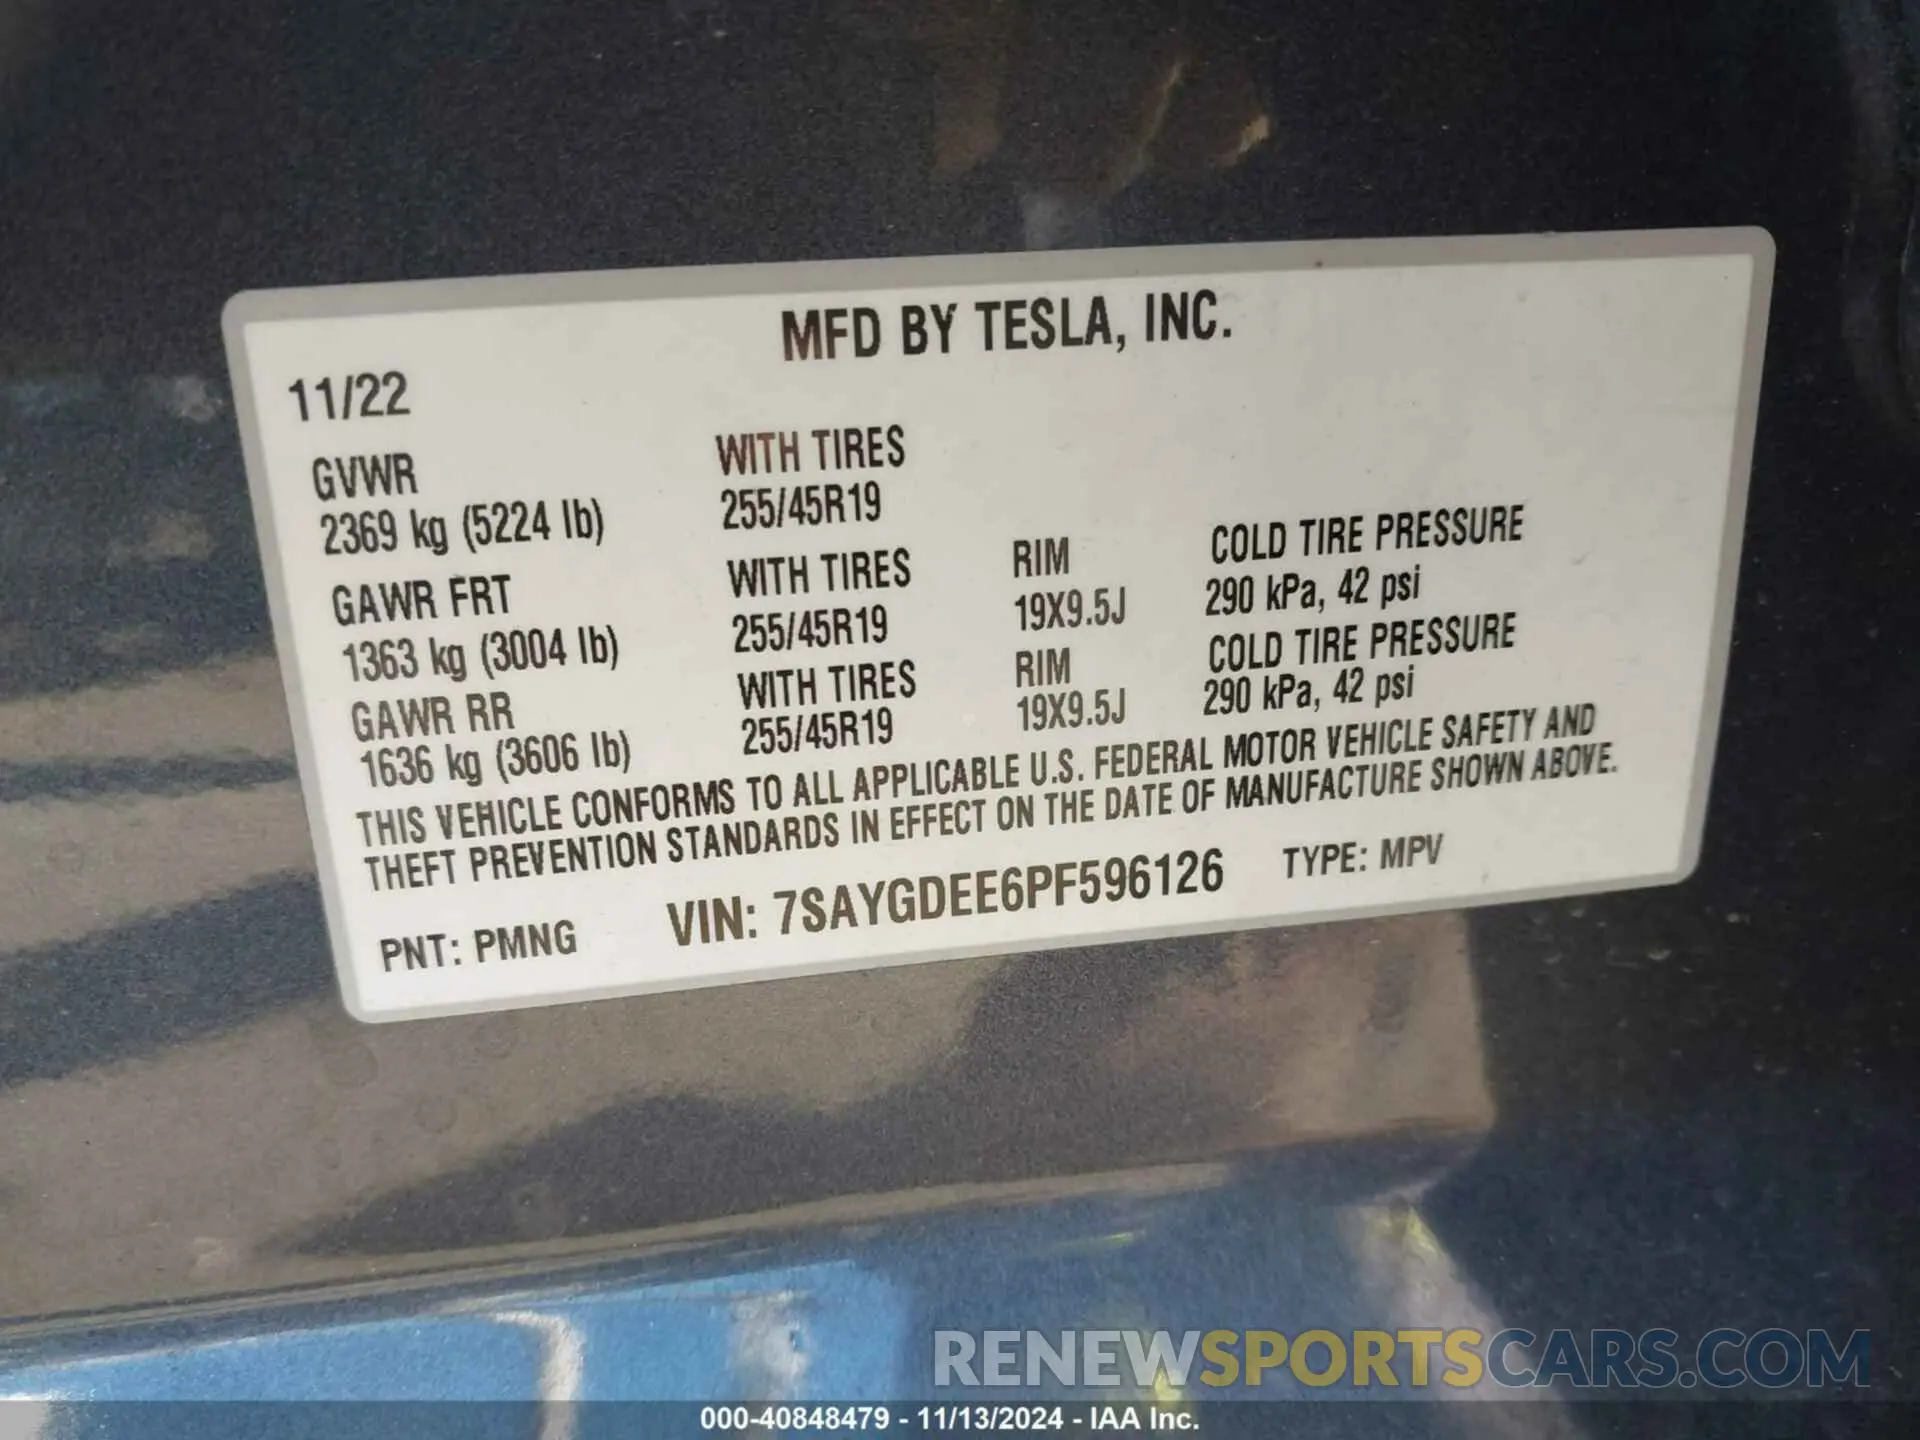 MFD BY TESLA, INC.
11/22
GVWR WITH TIRES
2369 kg (5224 lb) 255/45R19
GAWR FRT WITH TIRES RIM COLD TIRE PRESSURE
1363 kg (3004 lb) 255/45R19 19X9.5J 290 kPa, 42 psi
GAWR RR WITH TIRES RIM COLD TIRE PRESSURE
1636 kg (3606 lb) 255/45R19 19X9.5J 290 kPa, 42 psi
THIS VEHICLE CONFORMS TO ALL APPLICABLE U.S. FEDERAL MOTOR VEHICLE SAFETY AND
THEFT PREVENTION STANDARDS IN EFFECT ON THE DATE OF MANUFACTURE SHOWN ABOVE.
PNT: PMNG VIN: 7SAYGDEE6PF596126 TYPE: MPV
RENEWSPORTSCARS.COM
000-40848479 - 11/13/2024 - IAA Inc.